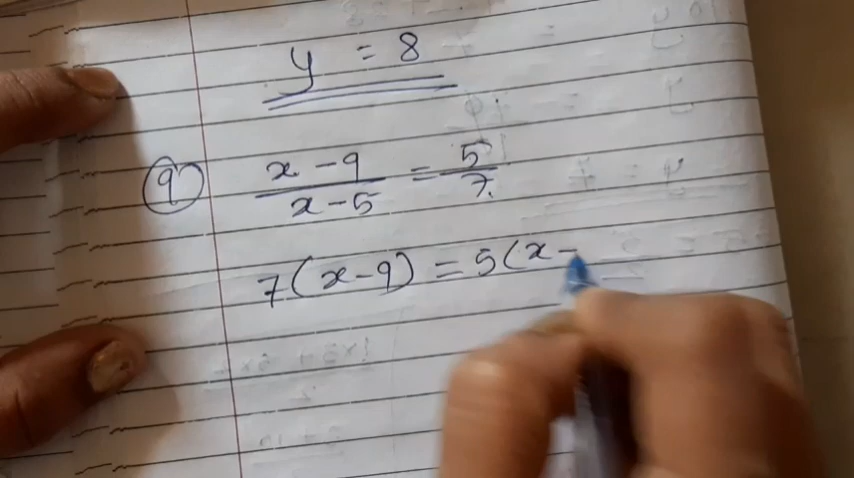 y = 8
9) x - 9 / x - 5 = 5 / 7
7(x-9) = 5(x -